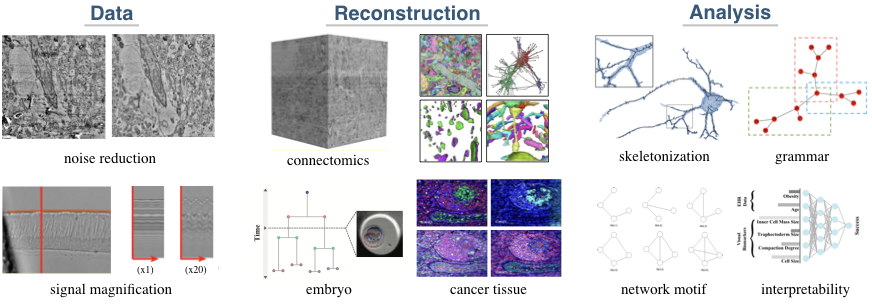 Data
Reconstruction
Analysis
noise reduction
connectomics
skeletonization
grammar
(x1)
(x20)
signal magnification
Time
embryo
cancer tissue
network motif
EHR
Data
Visual
Biomarkers
Obesity
Age
Inner Cell Mass Size
Trophectoderm Size
Compaction Degree
Cell Size
Success
interpretability